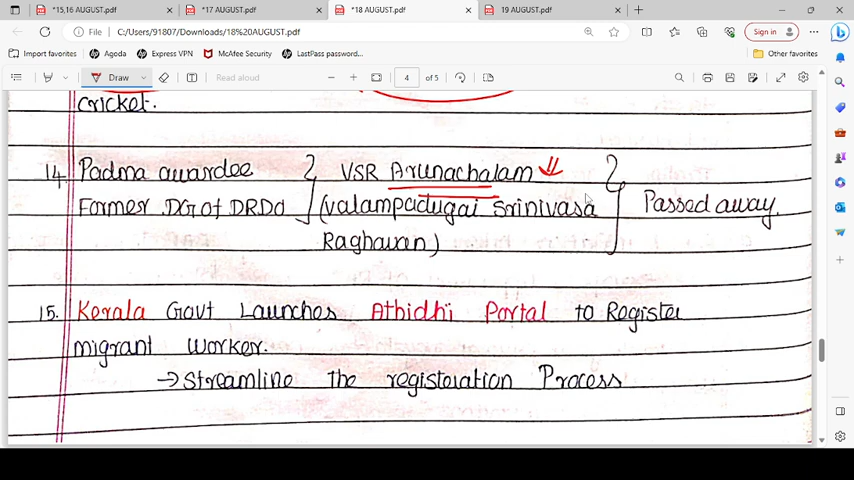 *15,16 AUGUST.pdf
*17 AUGUST.pdf
*18 AUGUST.pdf
19 AUGUST.pdf
File
C:/Users/91807/Downloads/18%20AUGUST.pdf
Sign in
Import favorites
Agoda
Express VPN
McAfee Security
LastPass password...
Other favorites
Draw
Read aloud
4 of 5
cricket.
14. Padma awardee VSR Arunachalam
Former DG of DRDO (Valampadugai Srinivasa Passed away.
Raghavan)
15. Kerala Govt Launches Athidhi Portal to Register
migrant worker.
→ Streamline the registeration Process